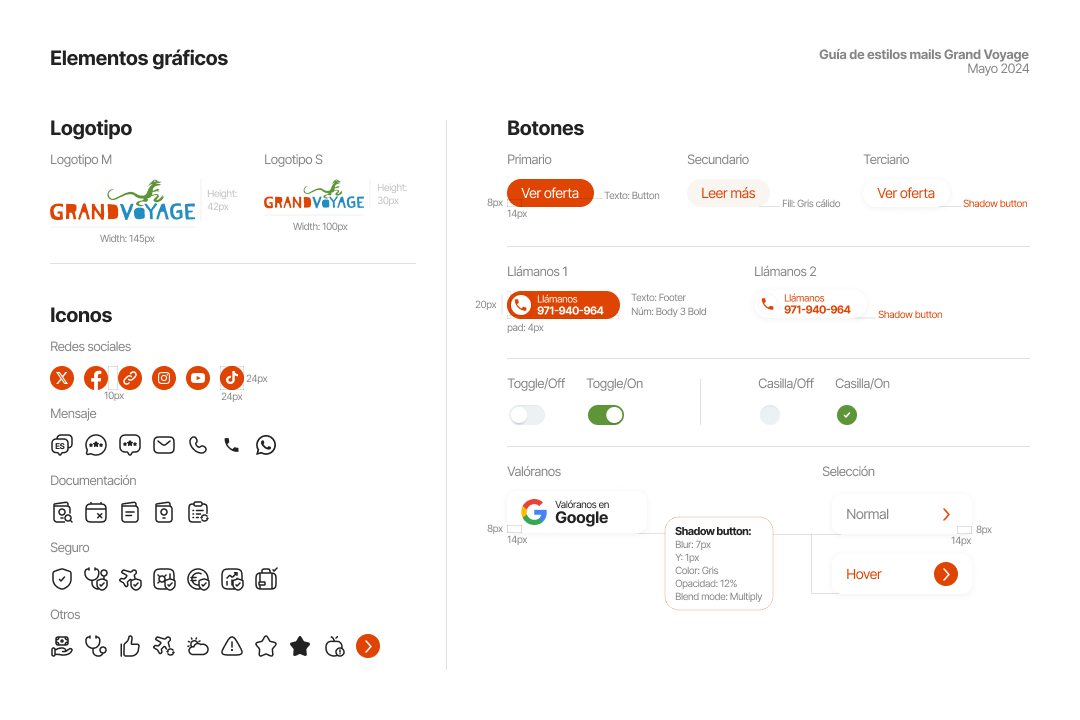 Elementos gráficos
Guía de estilos mails Grand Voyage
Mayo 2024
Logotipo
Logotipo M
Logotipo S
GRANDVOYAGE
Height:
42px
GRANDVOYAGE
Height:
30px
Width: 145px
Width: 100px
Iconos
Redes sociales
24px
10px
24px
Mensaje
ES
Documentación
Seguro
Otros
Botones
Primario
Secundario
Terciario
Ver oferta
Texto: Button
Leer más
Fill: Gris cálido
Ver oferta
Shadow button
8px
14px
Llámanos 1
Llámanos 2
20px
Llámanos
971-940-964
Texto: Footer
Núm: Body 3 Bold
pad: 4px
Llámanos
971-940-964
Shadow button
Toggle/Off
Toggle/On
Casilla/Off
Casilla/On
Valóranos
Selección
Valóranos en
Google
8px
14px
Shadow button:
Blur: 7px
Y: 1px
Color: Gris
Opacidad: 12%
Blend mode: Multiply
Normal
8px
14px
Hover